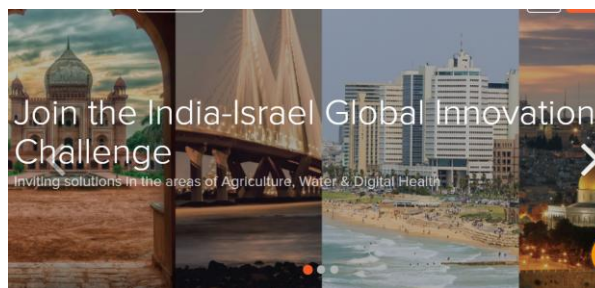 Join the India-Israel Global Innovation
Challenge
Inviting solutions in the areas of Agriculture, Water & Digital Health